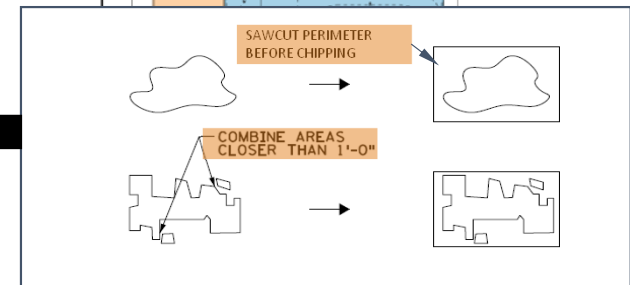 SAWCUT PERIMETER
BEFORE CHIPPING
COMBINE AREAS
CLOSER THAN 1'-0"